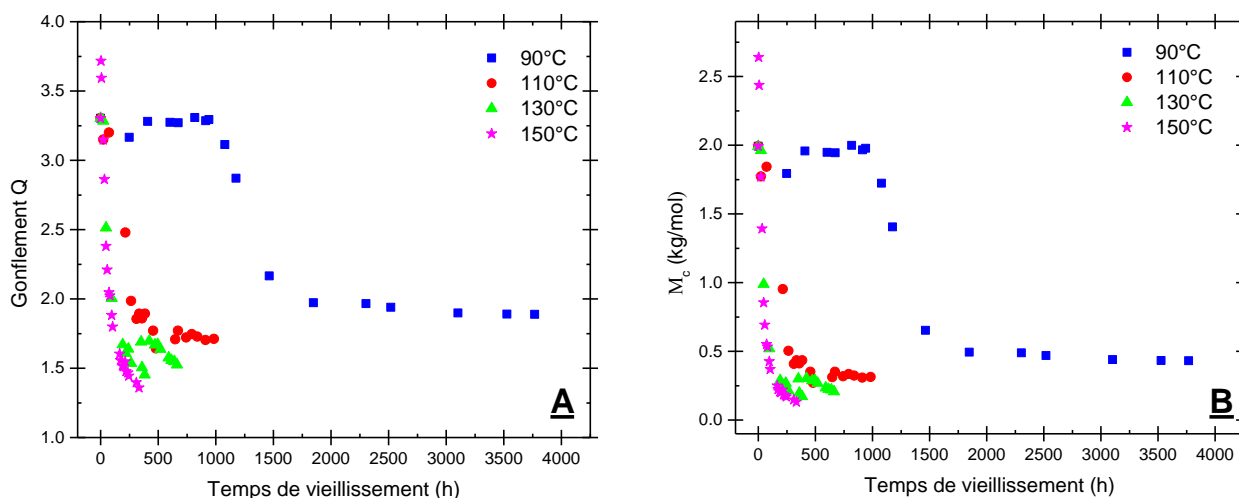 4.0
3.5
3.0
2.5
2.0
1.5
1.0
Gonflement Q
90°C
110°C
130°C
150°C
A
0 500 1000 1500 2000 2500 3000 3500 4000
Temps de vieillissement (h)
2.5
2.0
1.5
1.0
0.5
0.0
Mc (kg/mol)
90°C
110°C
130°C
150°C
B
0 500 1000 1500 2000 2500 3000 3500 4000
Temps de vieillissement (h)